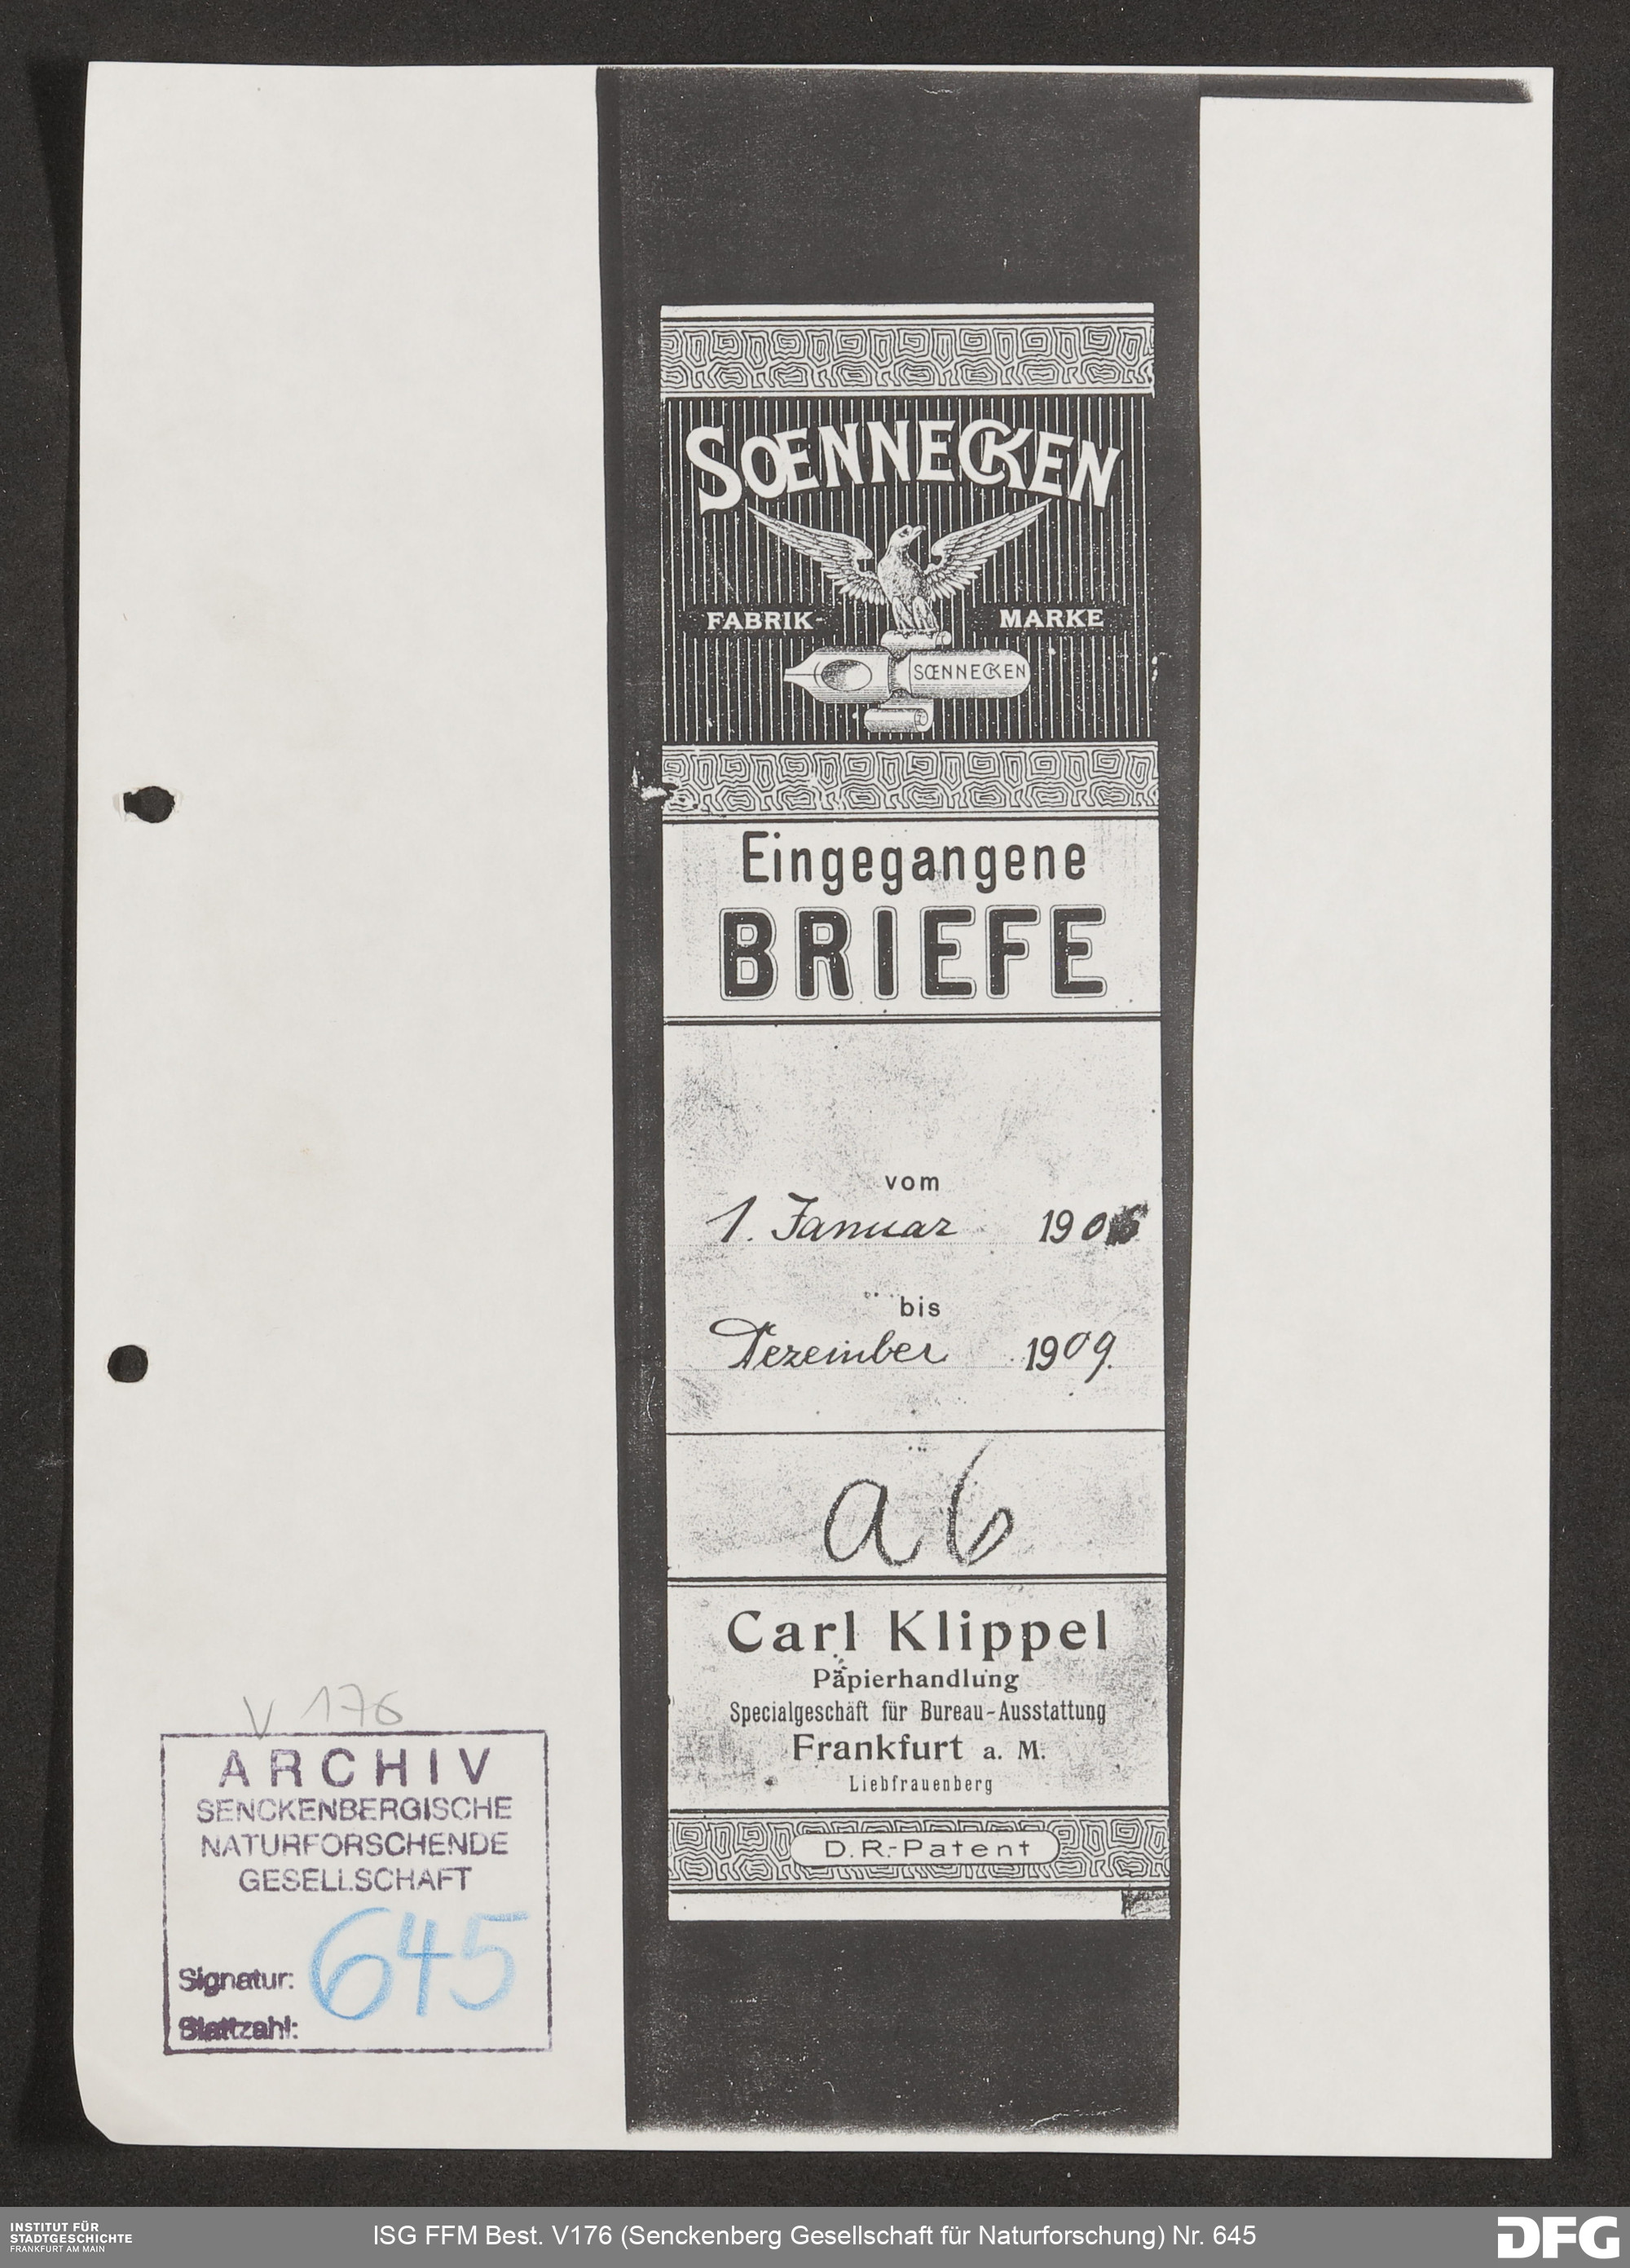 SOENNECKEN
FABRIK- MARKE
SOENNECKEN
Eingegangene
BRIEFE
vom
1. Januar 1906
bis
Dezember 1909.
ab
Carl Klippel
Papierhandlung
Specialgeschäft für Bureau-Ausstattung
Frankfurt a. M.
Liebfrauenberg
D.R.-Patent
V 176
ARCHIV
SENCKENBERGISCHE
NATURFORSCHENDE
GESELLSCHAFT
Signatur: 645
Blattzahl:
INSTITUT FÜR
STADTGESCHICHTE
FRANKFURT AM MAIN
ISG FFM Best. V176 (Senckenberg Gesellschaft für Naturforschung) Nr. 645
DFG